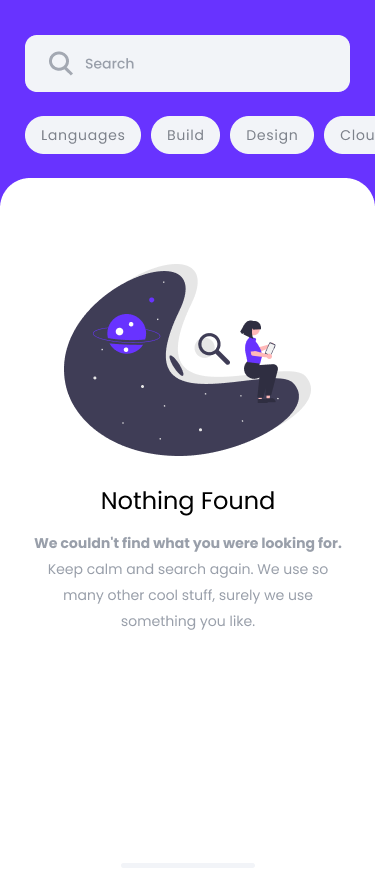 Search
Languages Build Design Clou
Nothing Found
We couldn't find what you were looking for.
Keep calm and search again. We use so
many other cool stuff, surely we use
something you like.